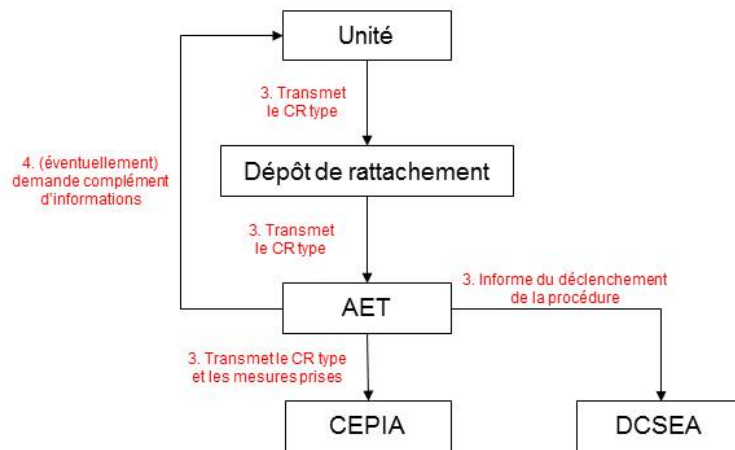 Unité
3. Transmet
le CR type
4. (éventuellement)
demande complément
d'informations
Dépôt de rattachement
3. Transmet
le CR type
3. Informe du déclenchement
de la procédure
AET
3. Transmet le CR type
et les mesures prises
CEPIA
DCSEA